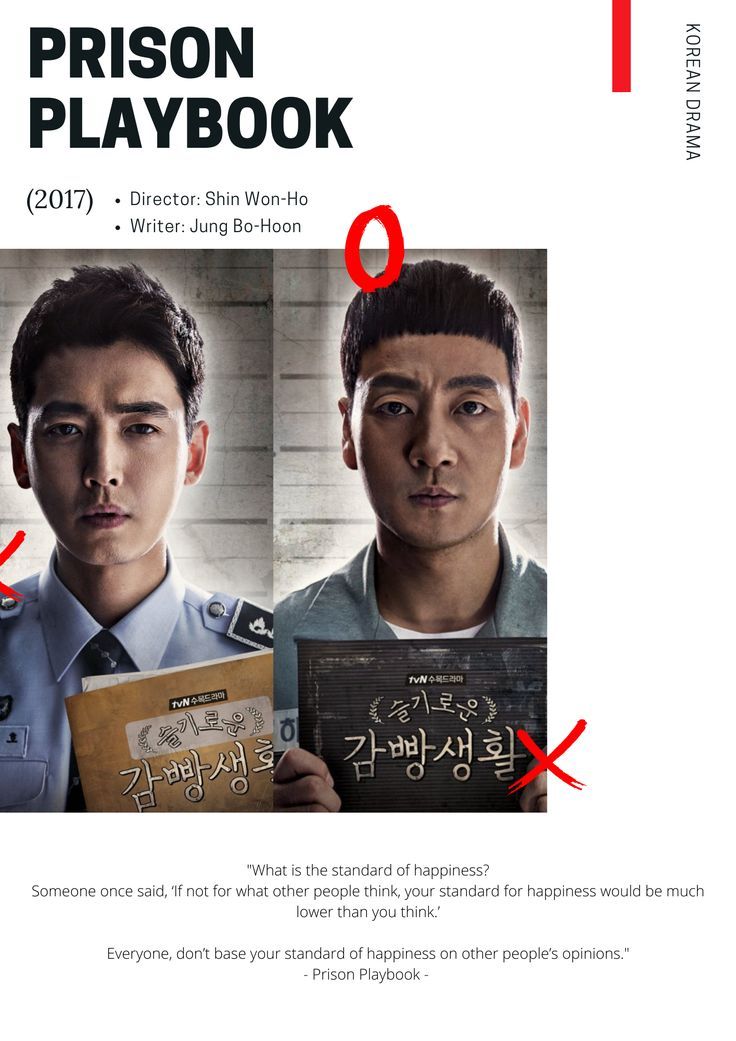 PRISON
PLAYBOOK
KOREAN DRAMA
(2017)
• Director: Shin Won-Ho
• Writer: Jung Bo-Hoon
tvN 수목드라마
슬기로운
감빵생활
tvN 수목드라마
슬기로운
감빵생활
"What is the standard of happiness?
Someone once said, ‘If not for what other people think, your standard for happiness would be much
lower than you think.’
Everyone, don’t base your standard of happiness on other people’s opinions."
- Prison Playbook -